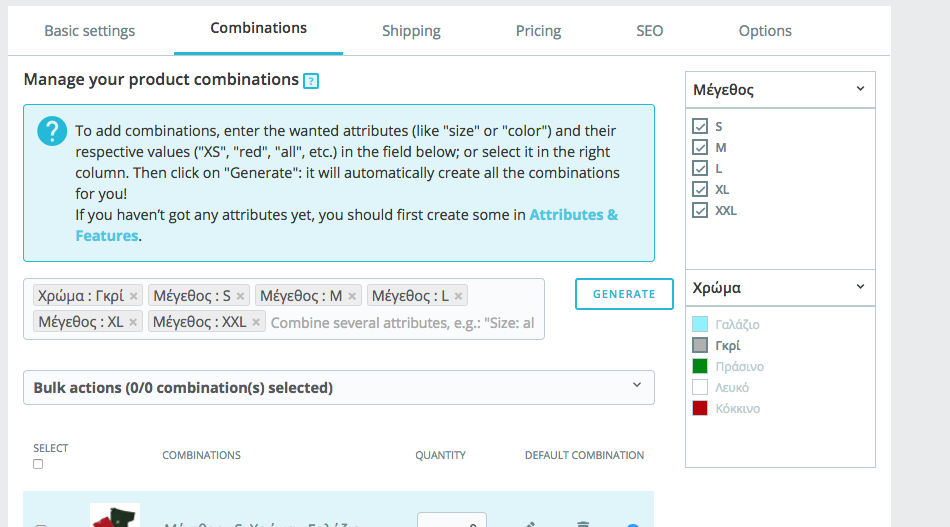 Basic settings Combinations Shipping Pricing SEO Options
Manage your product combinations ?
? To add combinations, enter the wanted attributes (like "size" or "color") and their
respective values ("XS", "red", "all", etc.) in the field below; or select it in the right
column. Then click on "Generate": it will automatically create all the combinations
for you!
If you haven't got any attributes yet, you should first create some in Attributes &
Features.
Χρώμα : Γκρί × Μέγεθος : S × Μέγεθος : M × Μέγεθος : L ×
Μέγεθος : XL × Μέγεθος : XXL × Combine several attributes, e.g.: "Size: al
GENERATE
Bulk actions (0/0 combination(s) selected)
SELECT
COMBINATIONS QUANTITY DEFAULT COMBINATION
Μέγεθος
S
M
L
XL
XXL
Χρώμα
Γαλάζιο
Γκρί
Πράσινο
Λευκό
Κόκκινο